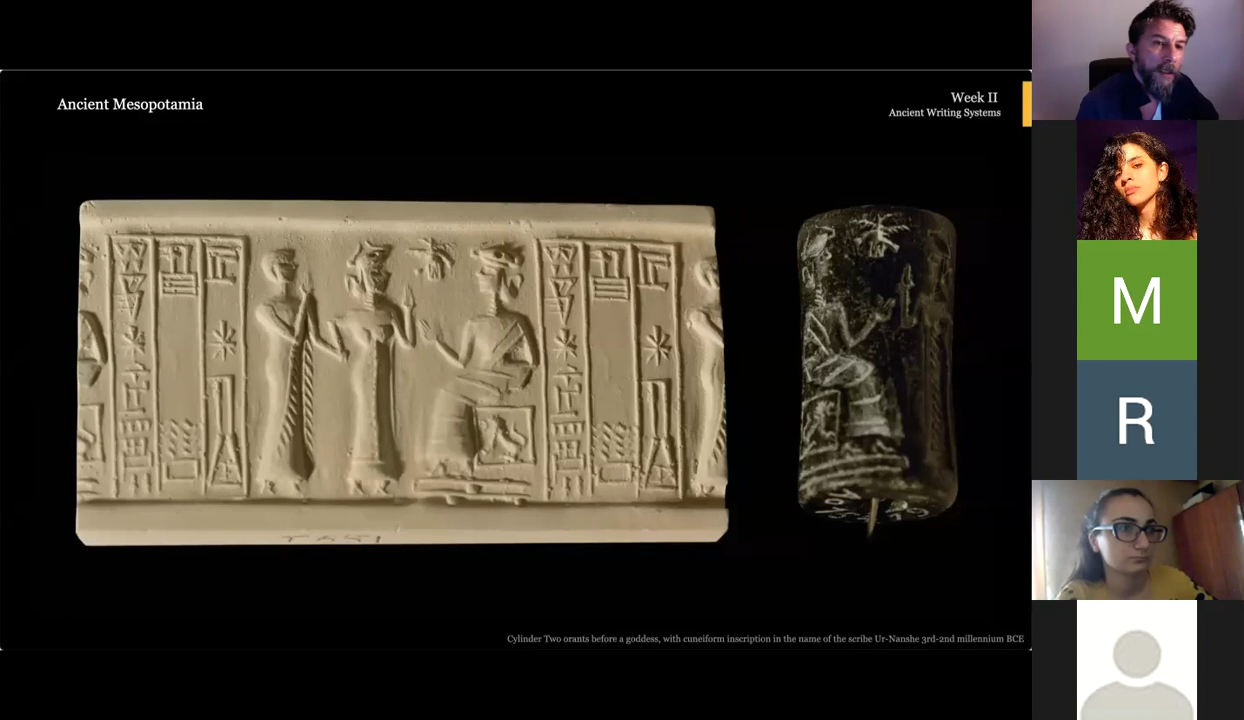 Ancient Mesopotamia
Week II
Ancient Writing Systems
Cylinder Two orants before a goddess, with cuneiform inscription in the name of the scribe Ur-Nanshe 3rd-2nd millennium BCE
M
R